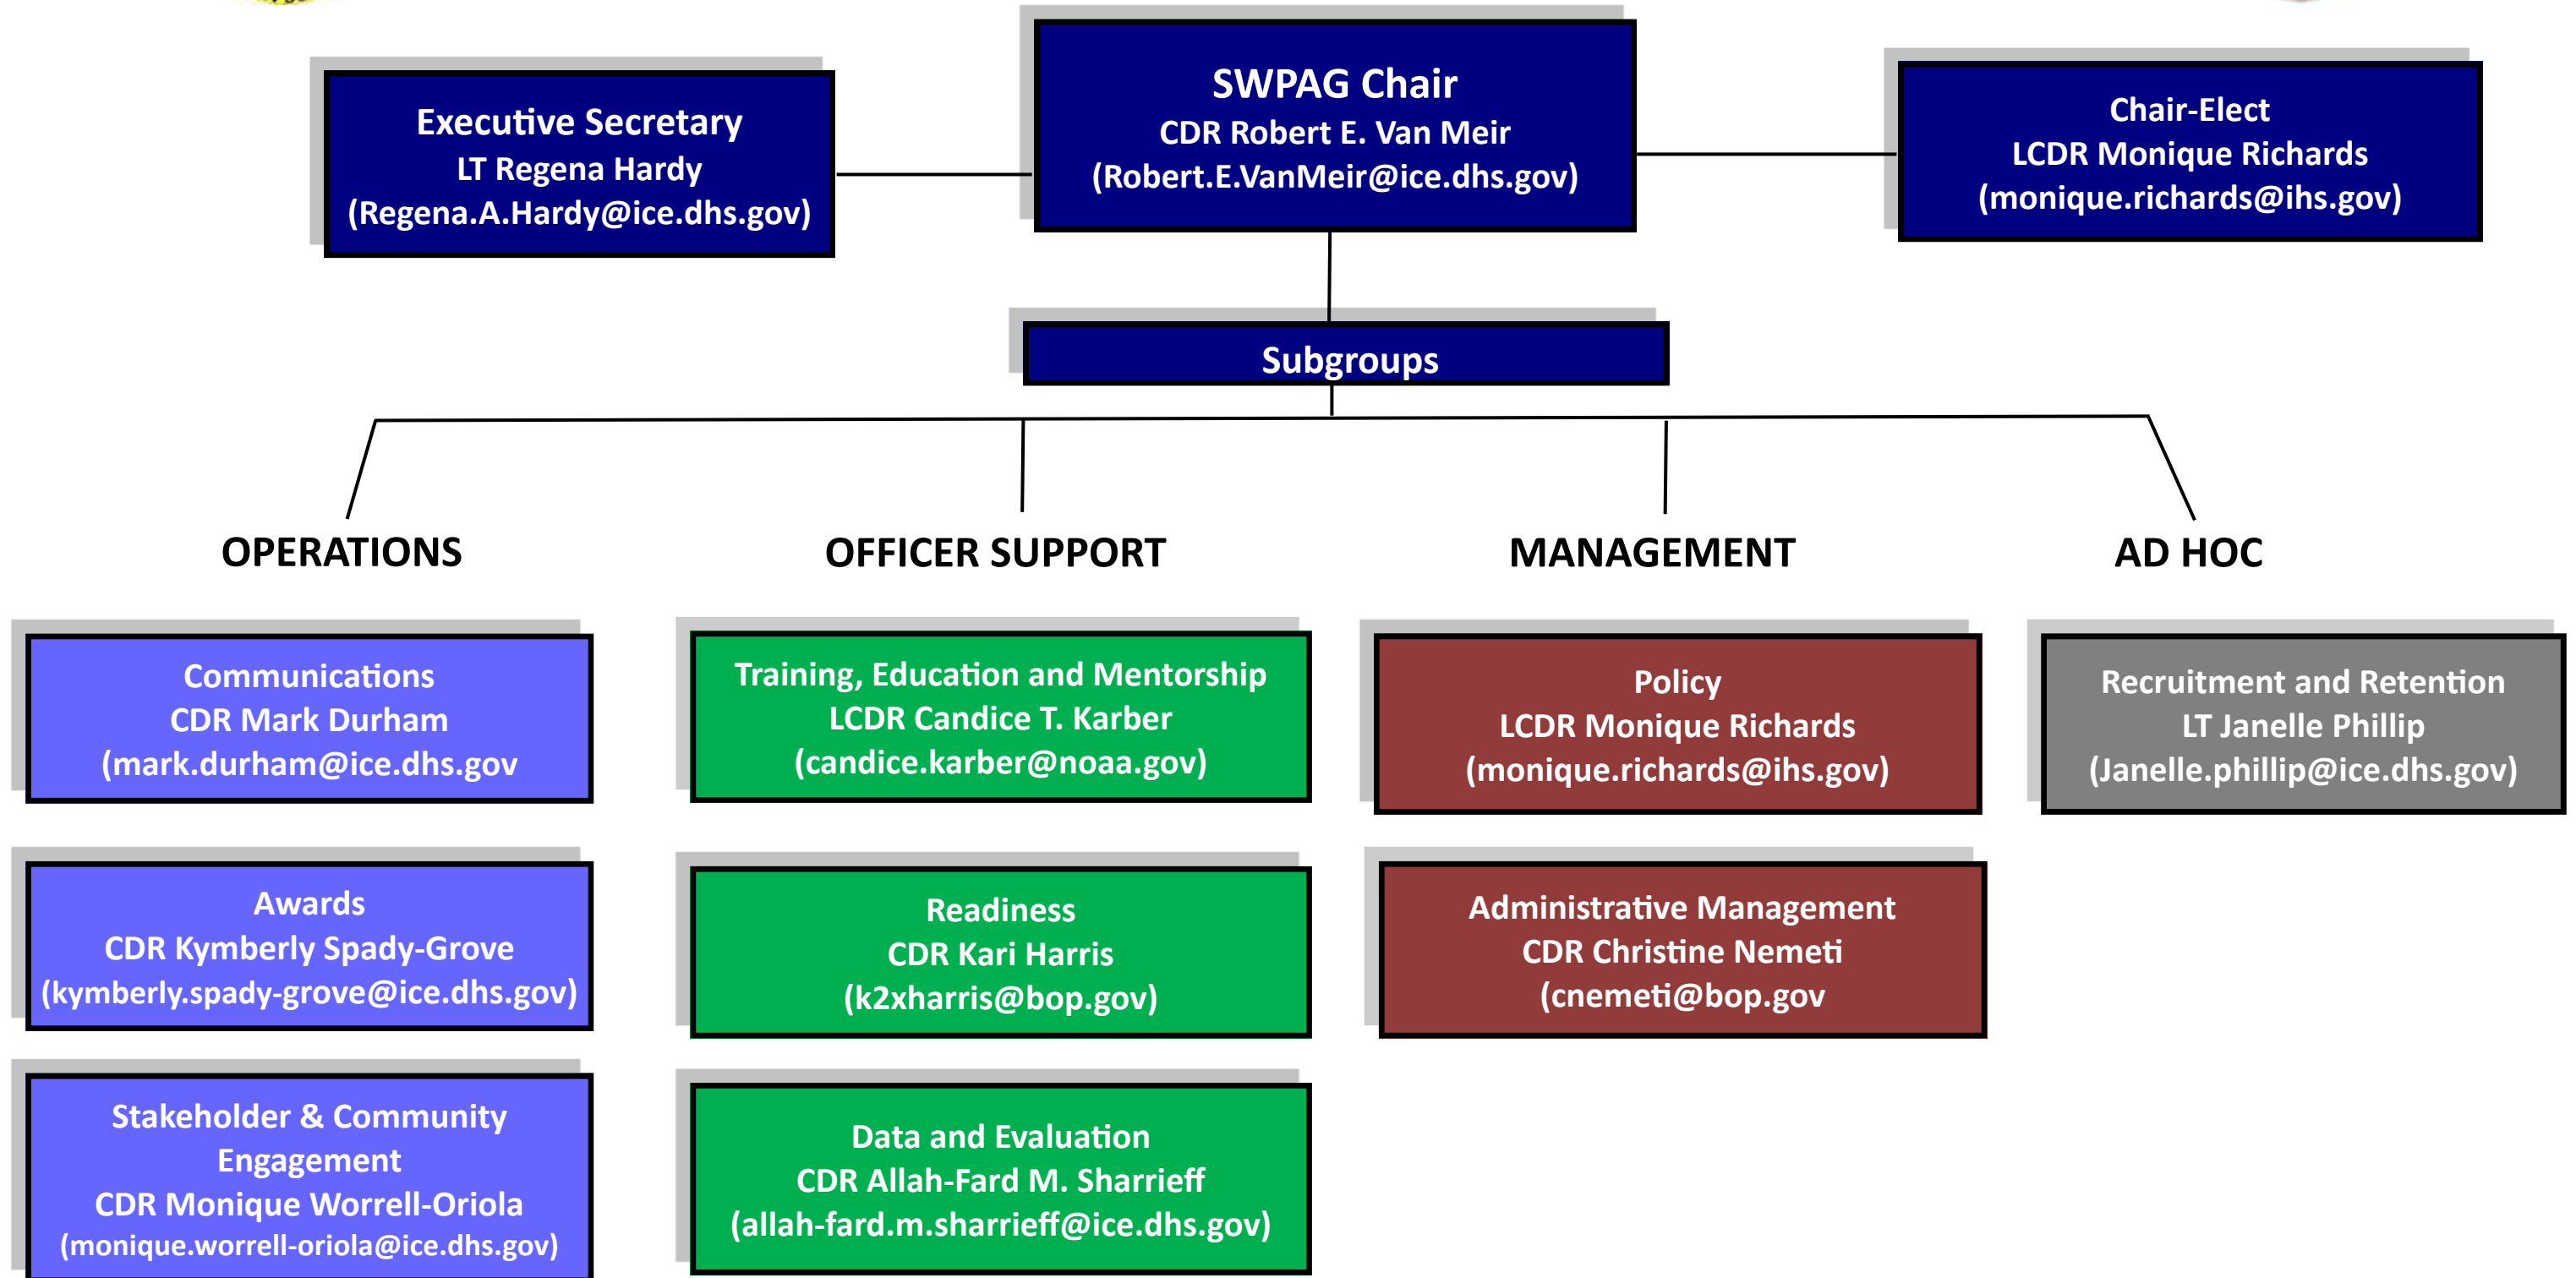 SWPAG Chair
CDR Robert E. Van Meir
(Robert.E.VanMeir@ice.dhs.gov)
Executive Secretary
LT Regena Hardy
(Regena.A.Hardy@ice.dhs.gov)
Chair-Elect
LCDR Monique Richards
(monique.richards@ihs.gov)
Subgroups
OPERATIONS
OFFICER SUPPORT
MANAGEMENT
AD HOC
Communications
CDR Mark Durham
(mark.durham@ice.dhs.gov
Awards
CDR Kymberly Spady-Grove
(kymberly.spady-grove@ice.dhs.gov)
Stakeholder & Community
Engagement
CDR Monique Worrell-Oriola
(monique.worrell-oriola@ice.dhs.gov)
Training, Education and Mentorship
LCDR Candice T. Karber
(candice.karber@noaa.gov)
Readiness
CDR Kari Harris
(k2xharris@bop.gov)
Data and Evaluation
CDR Allah-Fard M. Sharrieff
(allah-fard.m.sharrieff@ice.dhs.gov)
Policy
LCDR Monique Richards
(monique.richards@ihs.gov)
Administrative Management
CDR Christine Nemeti
(cnemeti@bop.gov
Recruitment and Retention
LT Janelle Phillip
(Janelle.phillip@ice.dhs.gov)